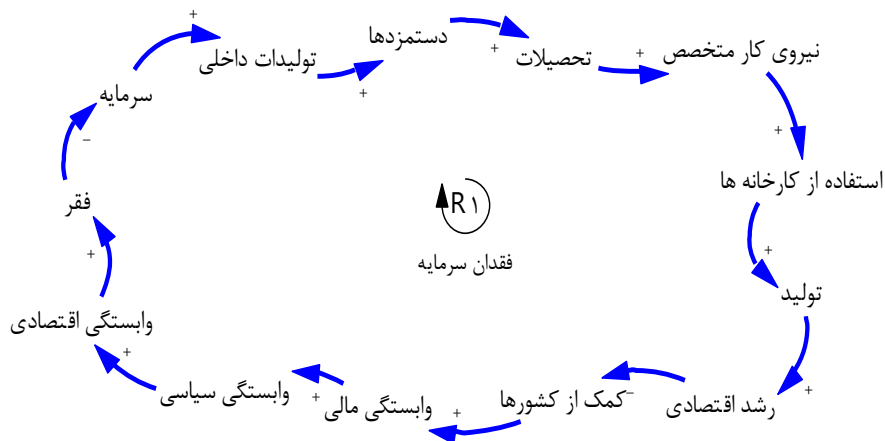 +
دستمزدها
نیروی کار متخصص
+
+
تحصیلات
تولیدات داخلی
+
سرمایه
+
+
−
استفاده از کارخانه ها
فقر
R۱
+
+
فقدان سرمایه
تولید
وابستگی اقتصادی
+
+
−
رشد اقتصادی
کمک از کشورها
+
وابستگی مالی
+
وابستگی سیاسی